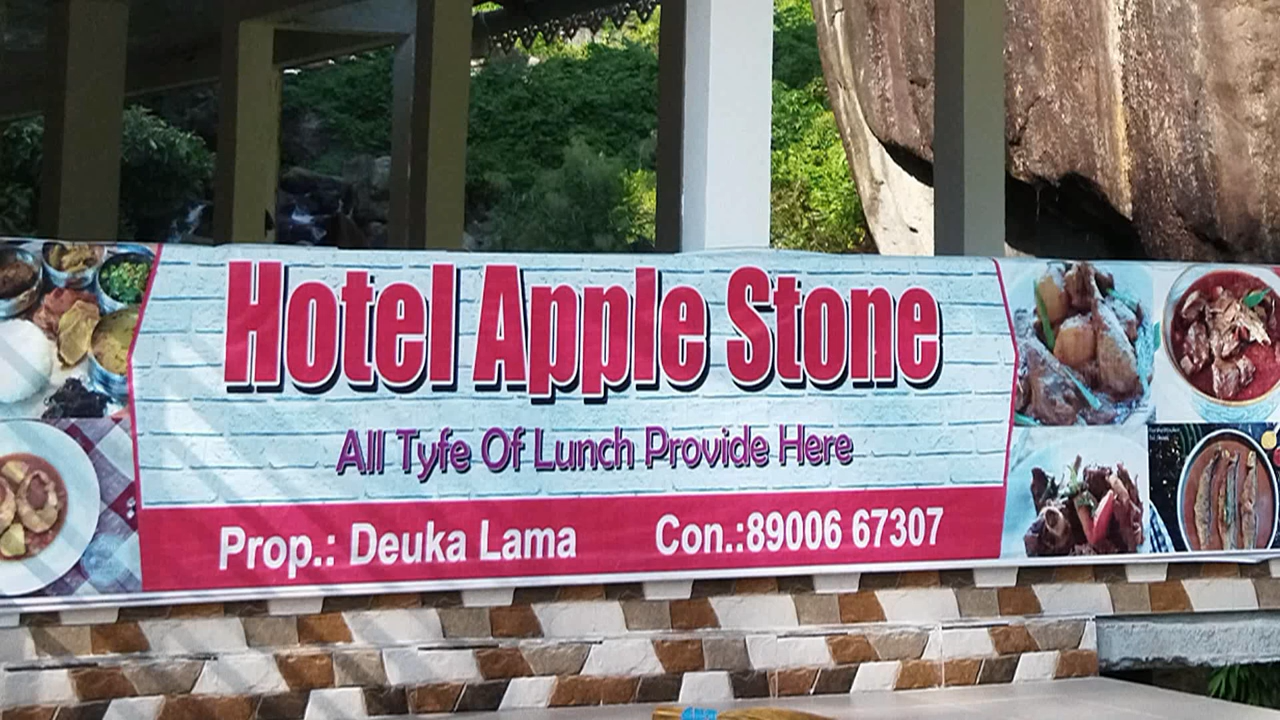 Hotel Apple Stone
All Tyfe Of Lunch Provide Here
Prop.: Deuka Lama Con.:89006 67307